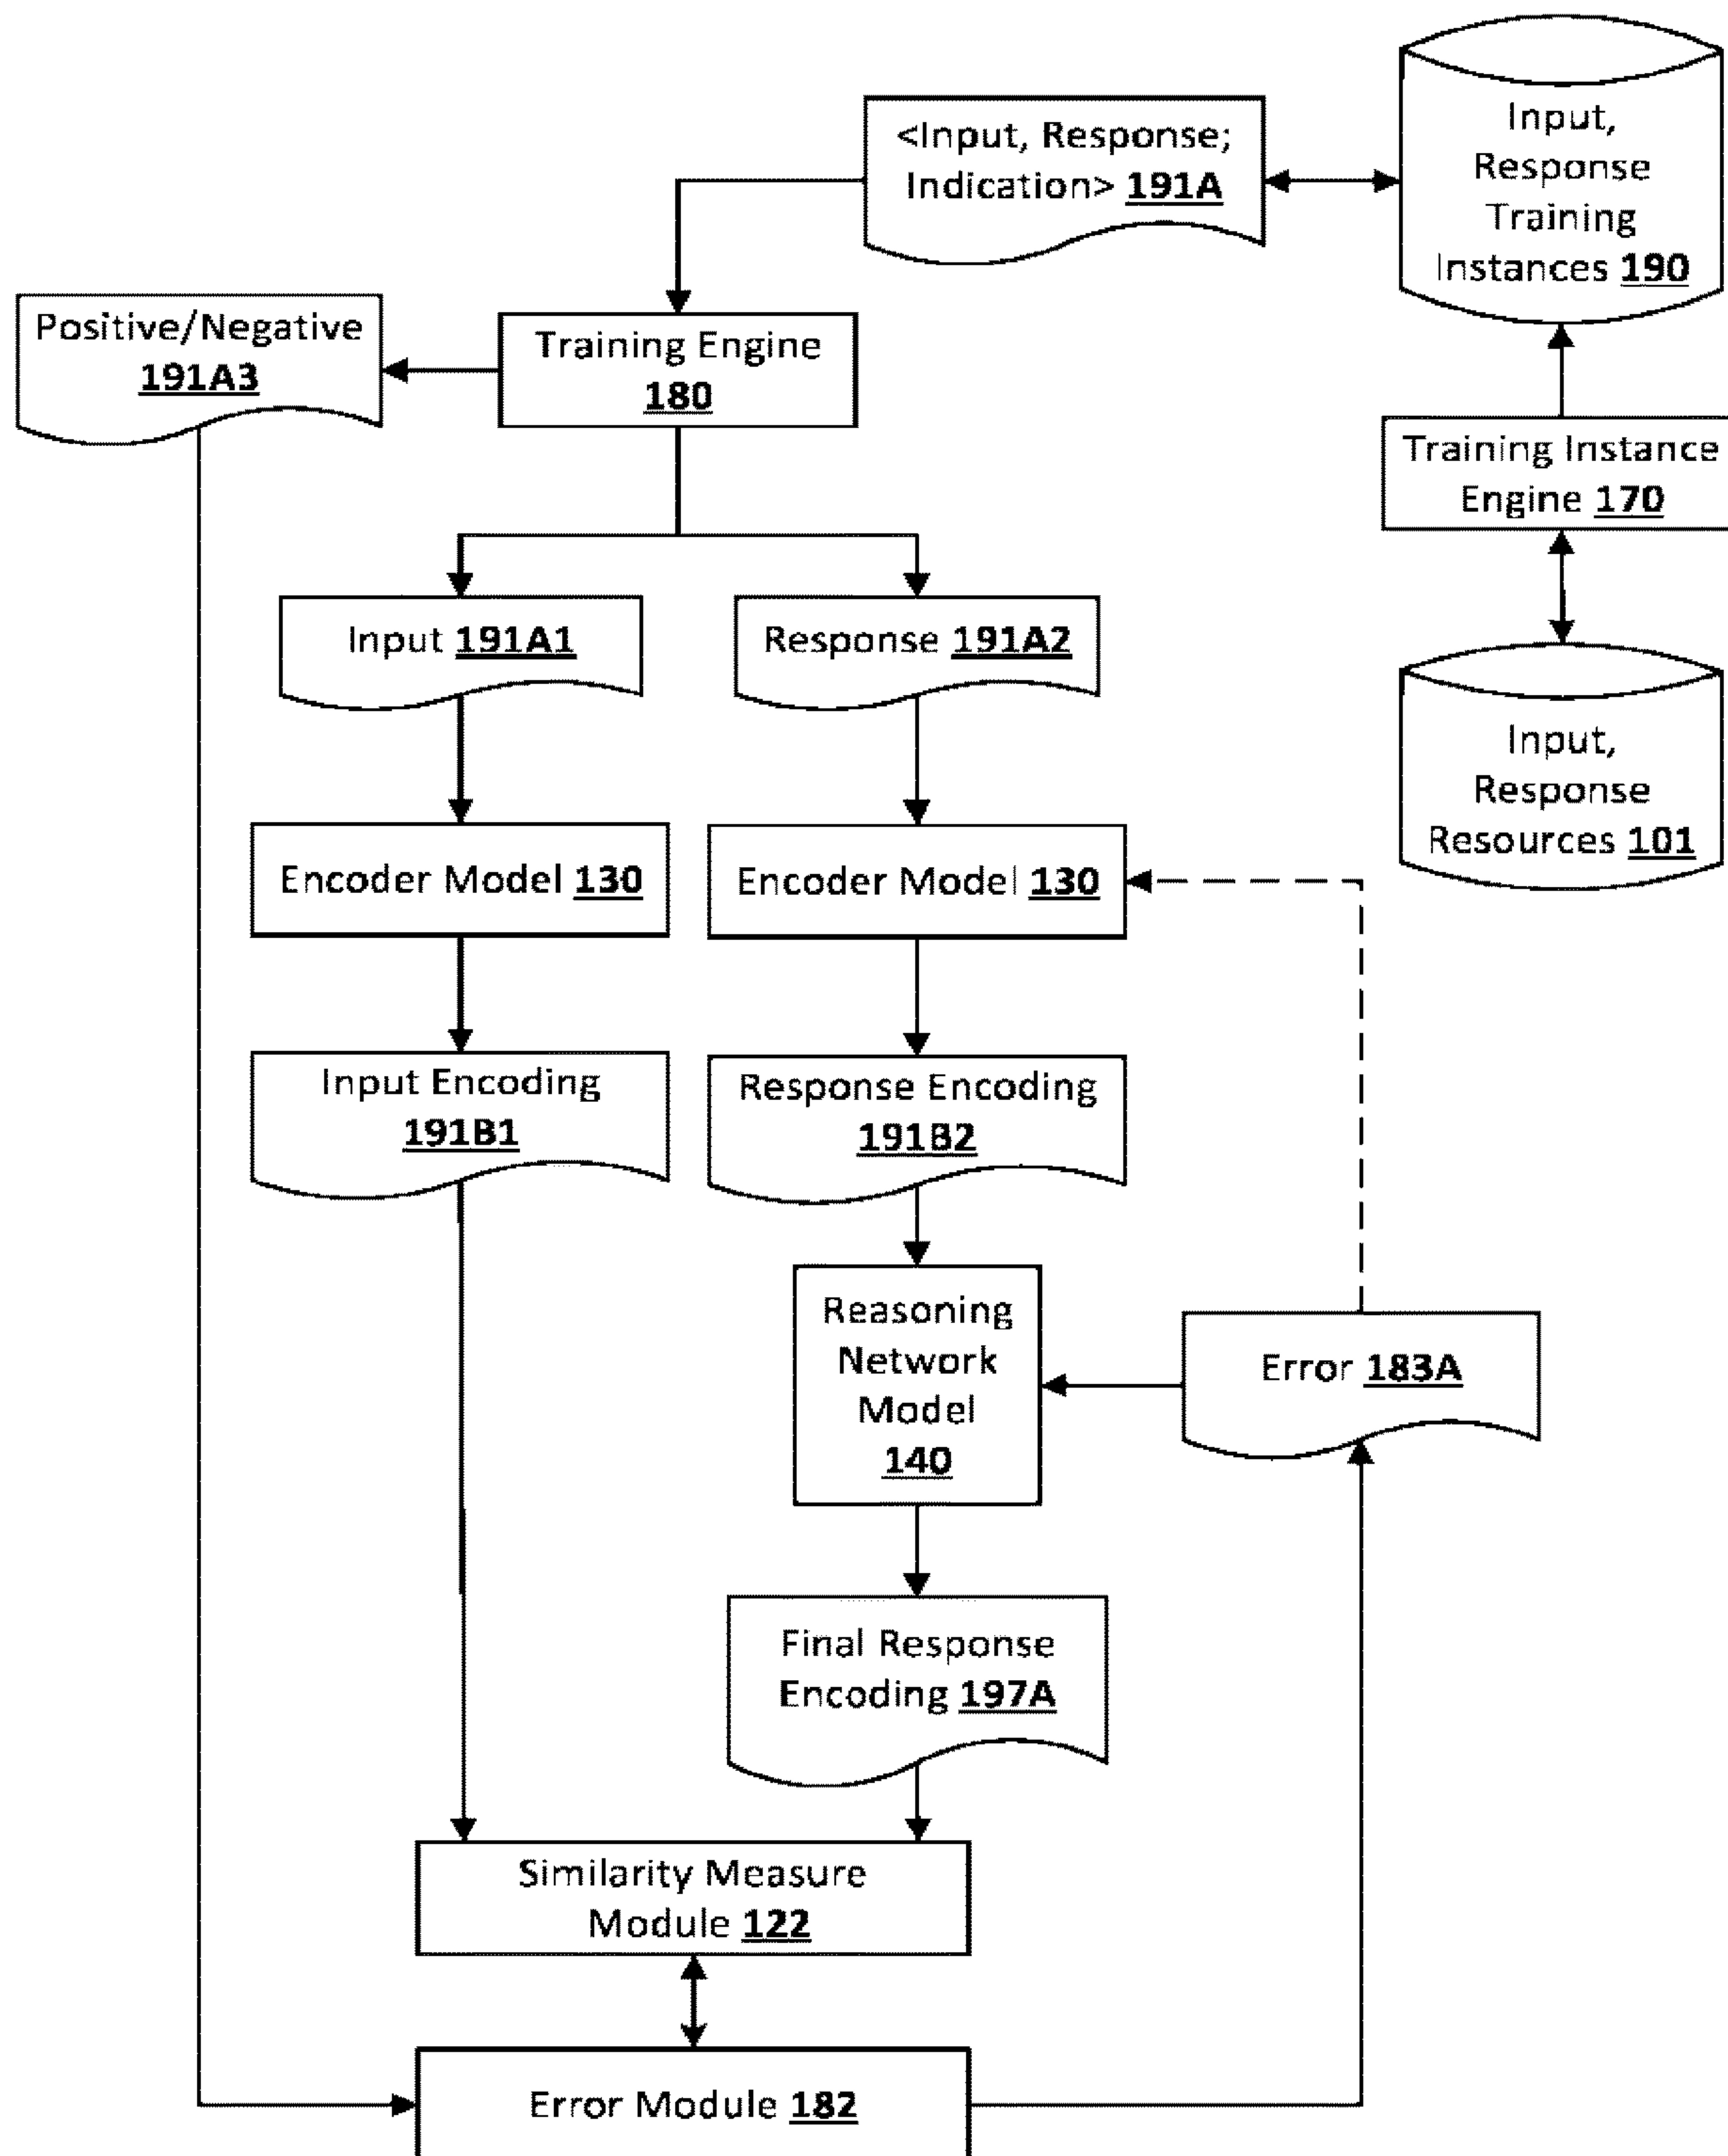 <Input, Response;
Indication> 191A
Input,
Response
Training
Instances 190
Positive/Negative
191A3
Training Engine
180
Training Instance
Engine 170
Input 191A1
Response 191A2
Input,
Response
Resources 101
Encoder Model 130
Encoder Model 130
Input Encoding
191B1
Response Encoding
191B2
Reasoning
Network
Model
140
Error 183A
Final Response
Encoding 197A
Similarity Measure
Module 122
Error Module 182